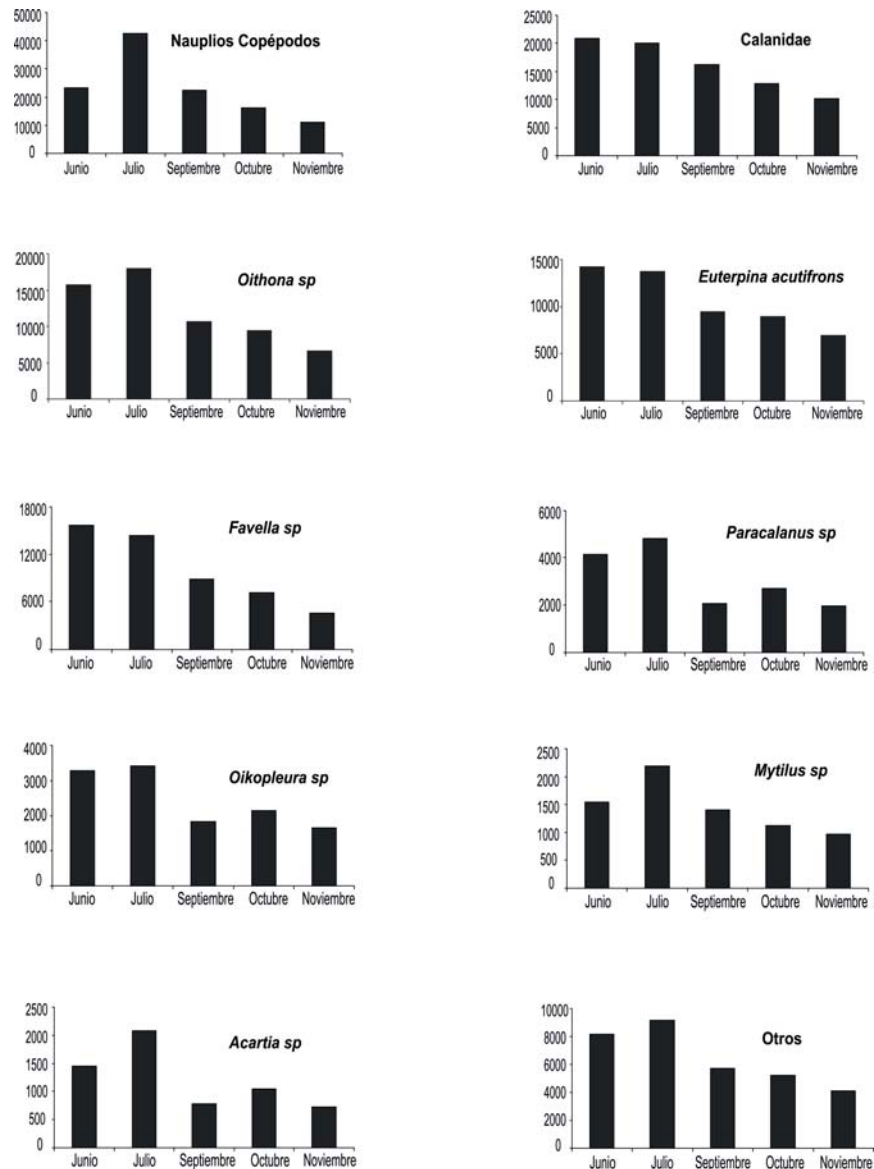 Nauplios Copépodos
50000
40000
30000
20000
10000
0
Junio Julio Septiembre Octubre Noviembre
Calanidae
25000
20000
15000
10000
25000
0
Junio Julio Septiembre Octubre Noviembre
Oithona sp
20000
15000
10000
5000
0
Junio Julio Septiembre Octubre Noviembre
Euterpina acutifrons
15000
10000
5000
0
Junio Julio Septiembre Octubre Noviembre
Favella sp
18000
12000
6000
0
Junio Julio Septiembre Octubre Noviembre
Paracalanus sp
6000
4000
2000
0
Junio Julio Septiembre Octubre Noviembre
Oikopleura sp
4000
3000
2000
1000
0
Junio Julio Septiembre Octubre Noviembre
Mytilus sp
2500
2000
1500
1000
500
0
Junio Julio Septiembre Octubre Noviembre
Acartia sp
2500
2000
1500
1000
500
0
Junio Julio Septiembre Octubre Noviembre
Otros
10000
8000
6000
4000
2000
0
Junio Julio Septiembre Octubre Noviembre